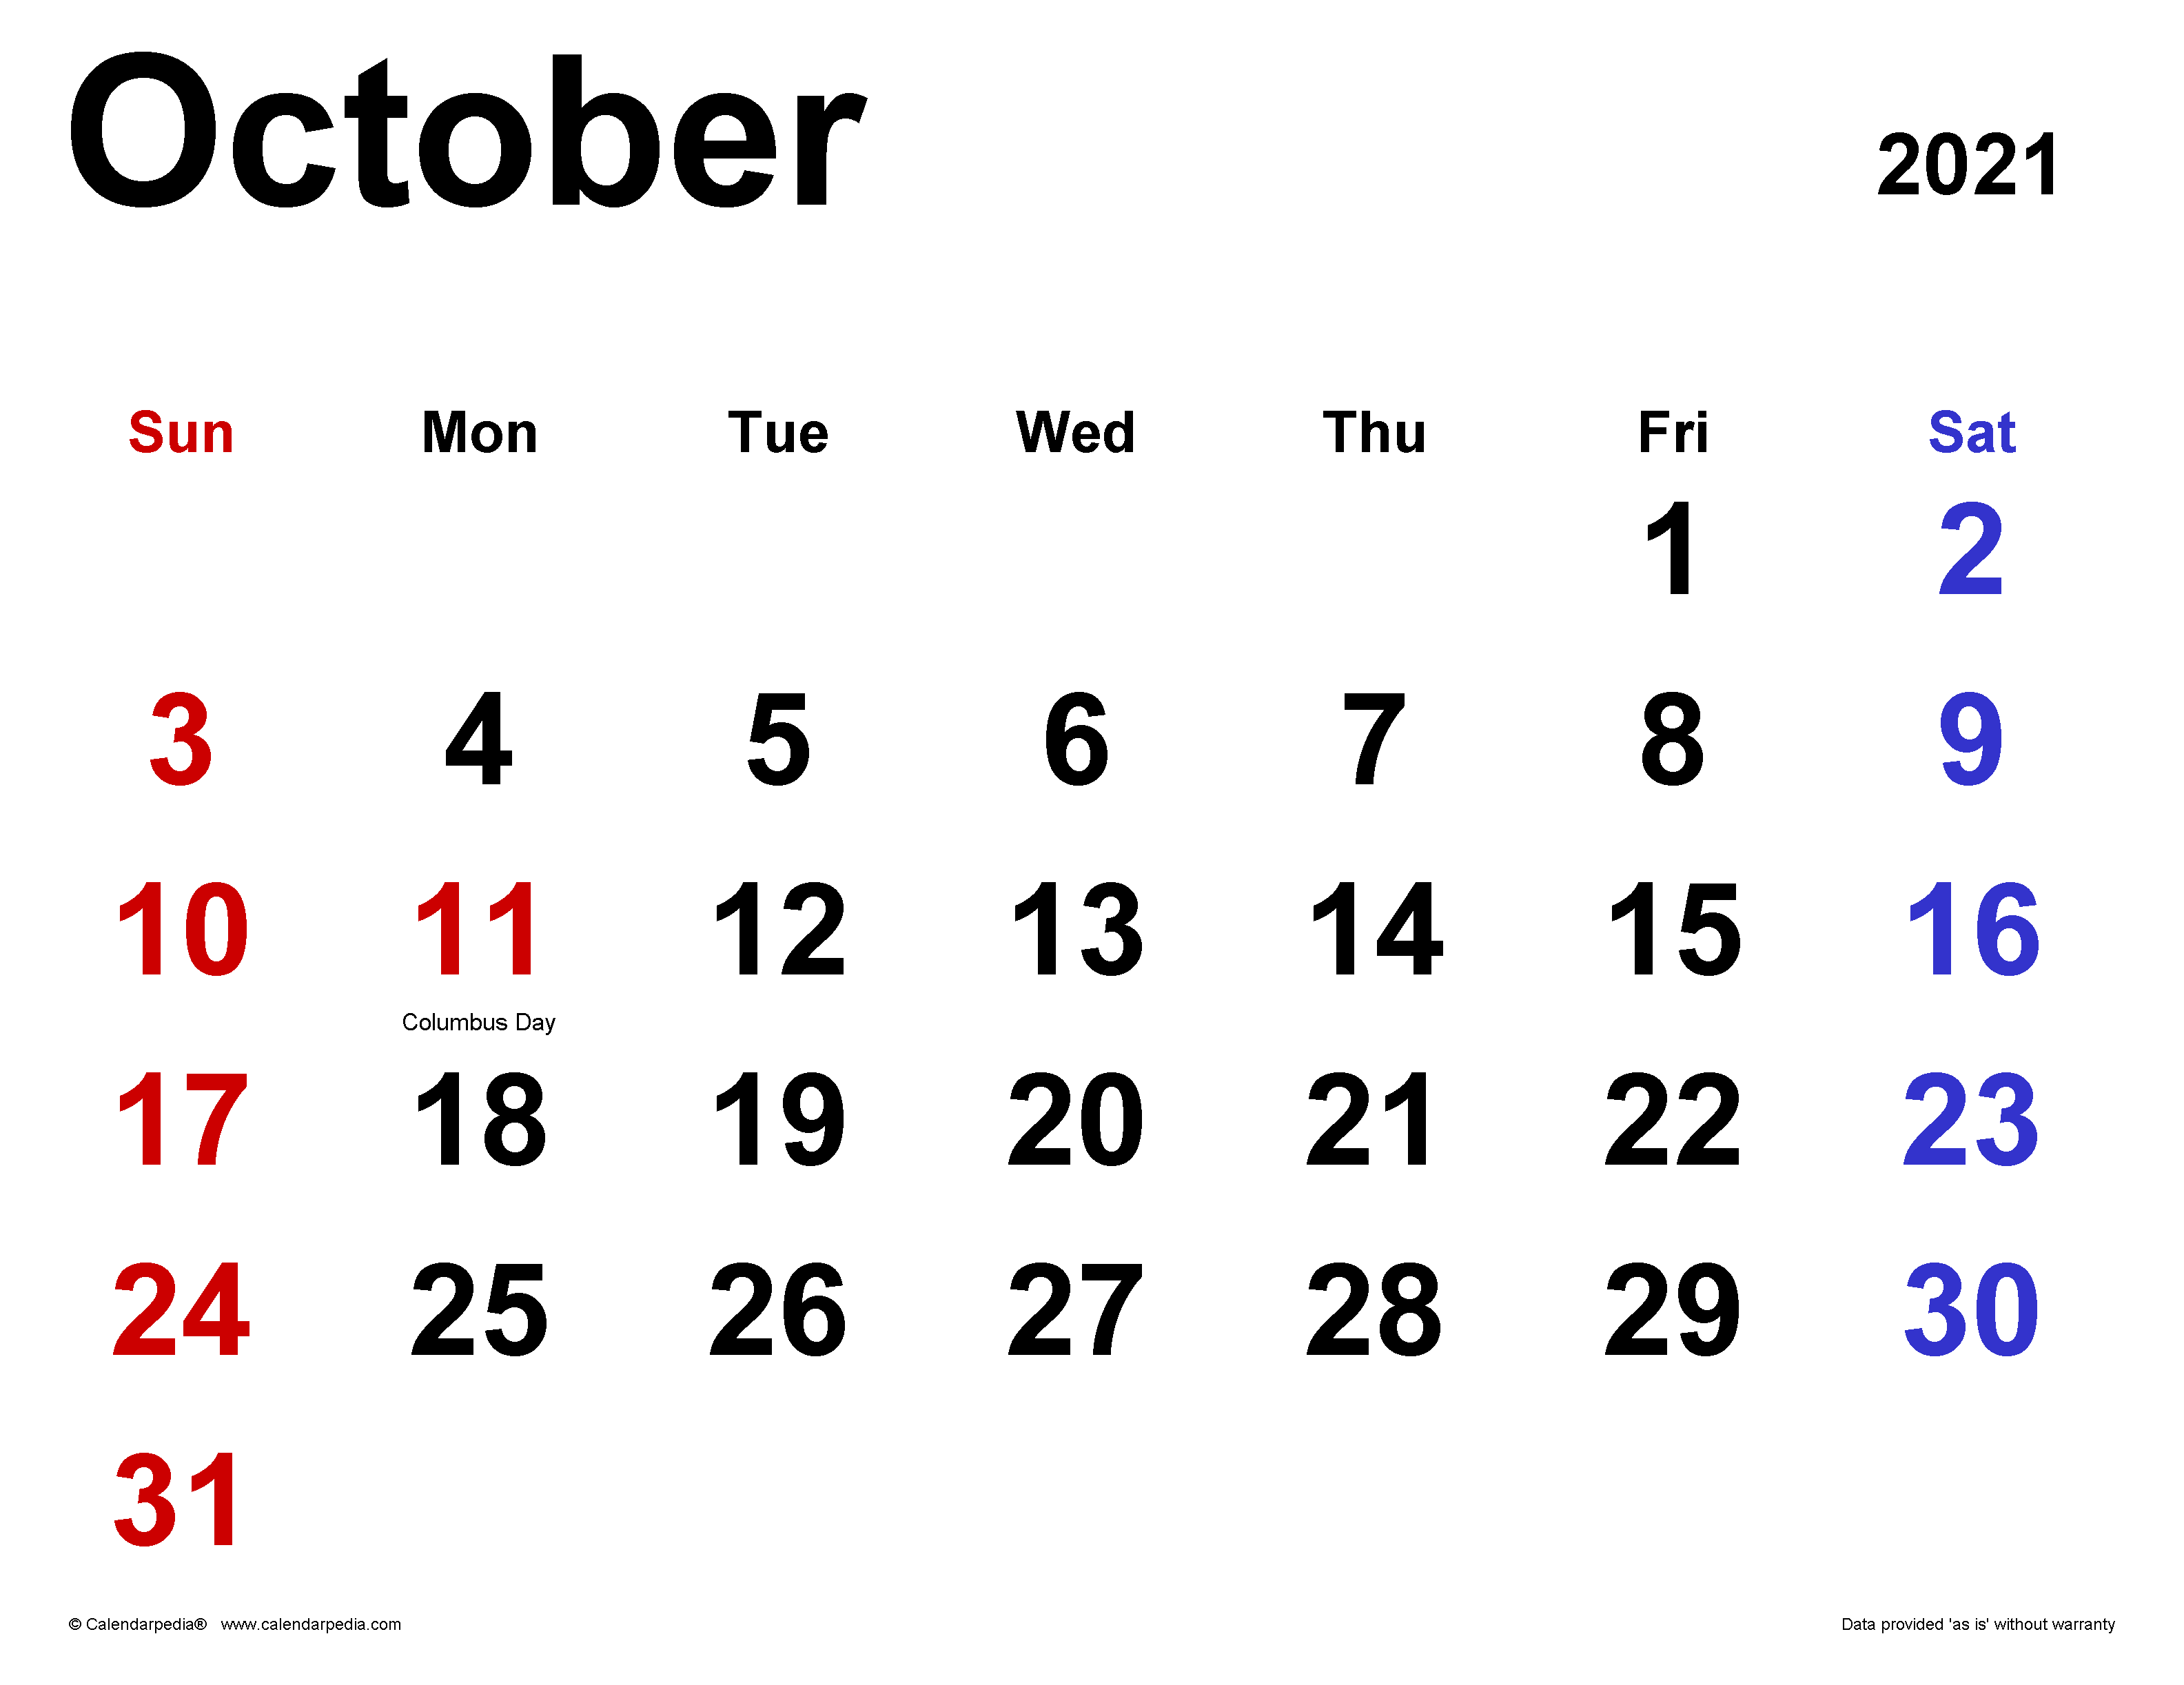 October 2021
Sun Mon Tue Wed Thu Fri Sat
1 2
3 4 5 6 7 8 9
10 11 12 13 14 15 16
Columbus Day
17 18 19 20 21 22 23
24 25 26 27 28 29 30
31
© Calendarpedia® www.calendarpedia.com Data provided 'as is' without warranty